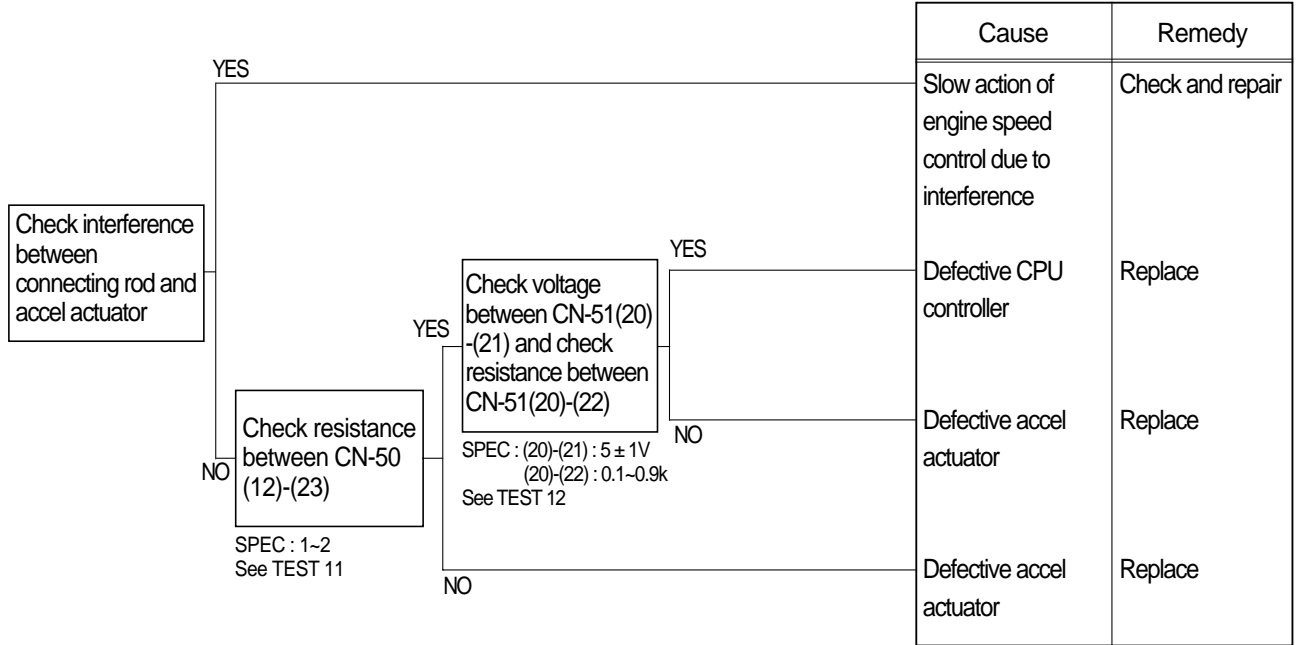 Cause
Remedy
YES
Slow action of
engine speed
control due to
interference
Check and repair
Check interference
between
connecting rod and
accel actuator
YES
Defective CPU
controller
Replace
YES
Check voltage
between CN-51(20)
-(21) and check
resistance between
CN-51(20)-(22)
SPEC : (20)-(21) : 5 ± 1V
(20)-(22) : 0.1~0.9k
See TEST 12
NO
Defective accel
actuator
Replace
NO
Check resistance
between CN-50
(12)-(23)
SPEC : 1~2
See TEST 11
NO
Defective accel
actuator
Replace